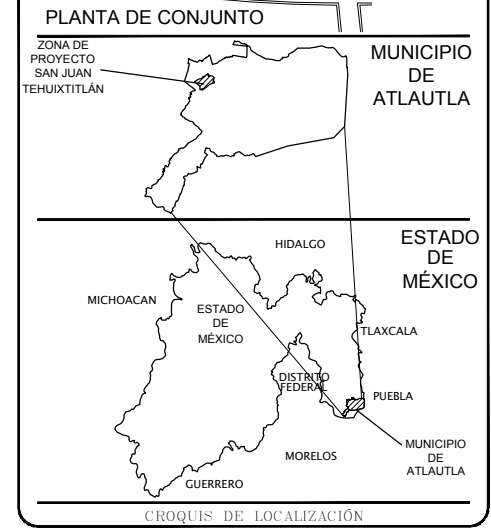 PLANTA DE CONJUNTO
ZONA DE
PROYECTO
SAN JUAN
TEHUIXTITLÁN
MUNICIPIO
DE
ATLAUTLA
ESTADO
DE
MÉXICO
HIDALGO
MICHOACAN
ESTADO
DE
MÉXICO
TLAXCALA
DISTRITO
FEDERAL
PUEBLA
MUNICIPIO
DE
ATLAUTLA
MORELOS
GUERRERO
CROQUIS DE LOCALIZACIÓN